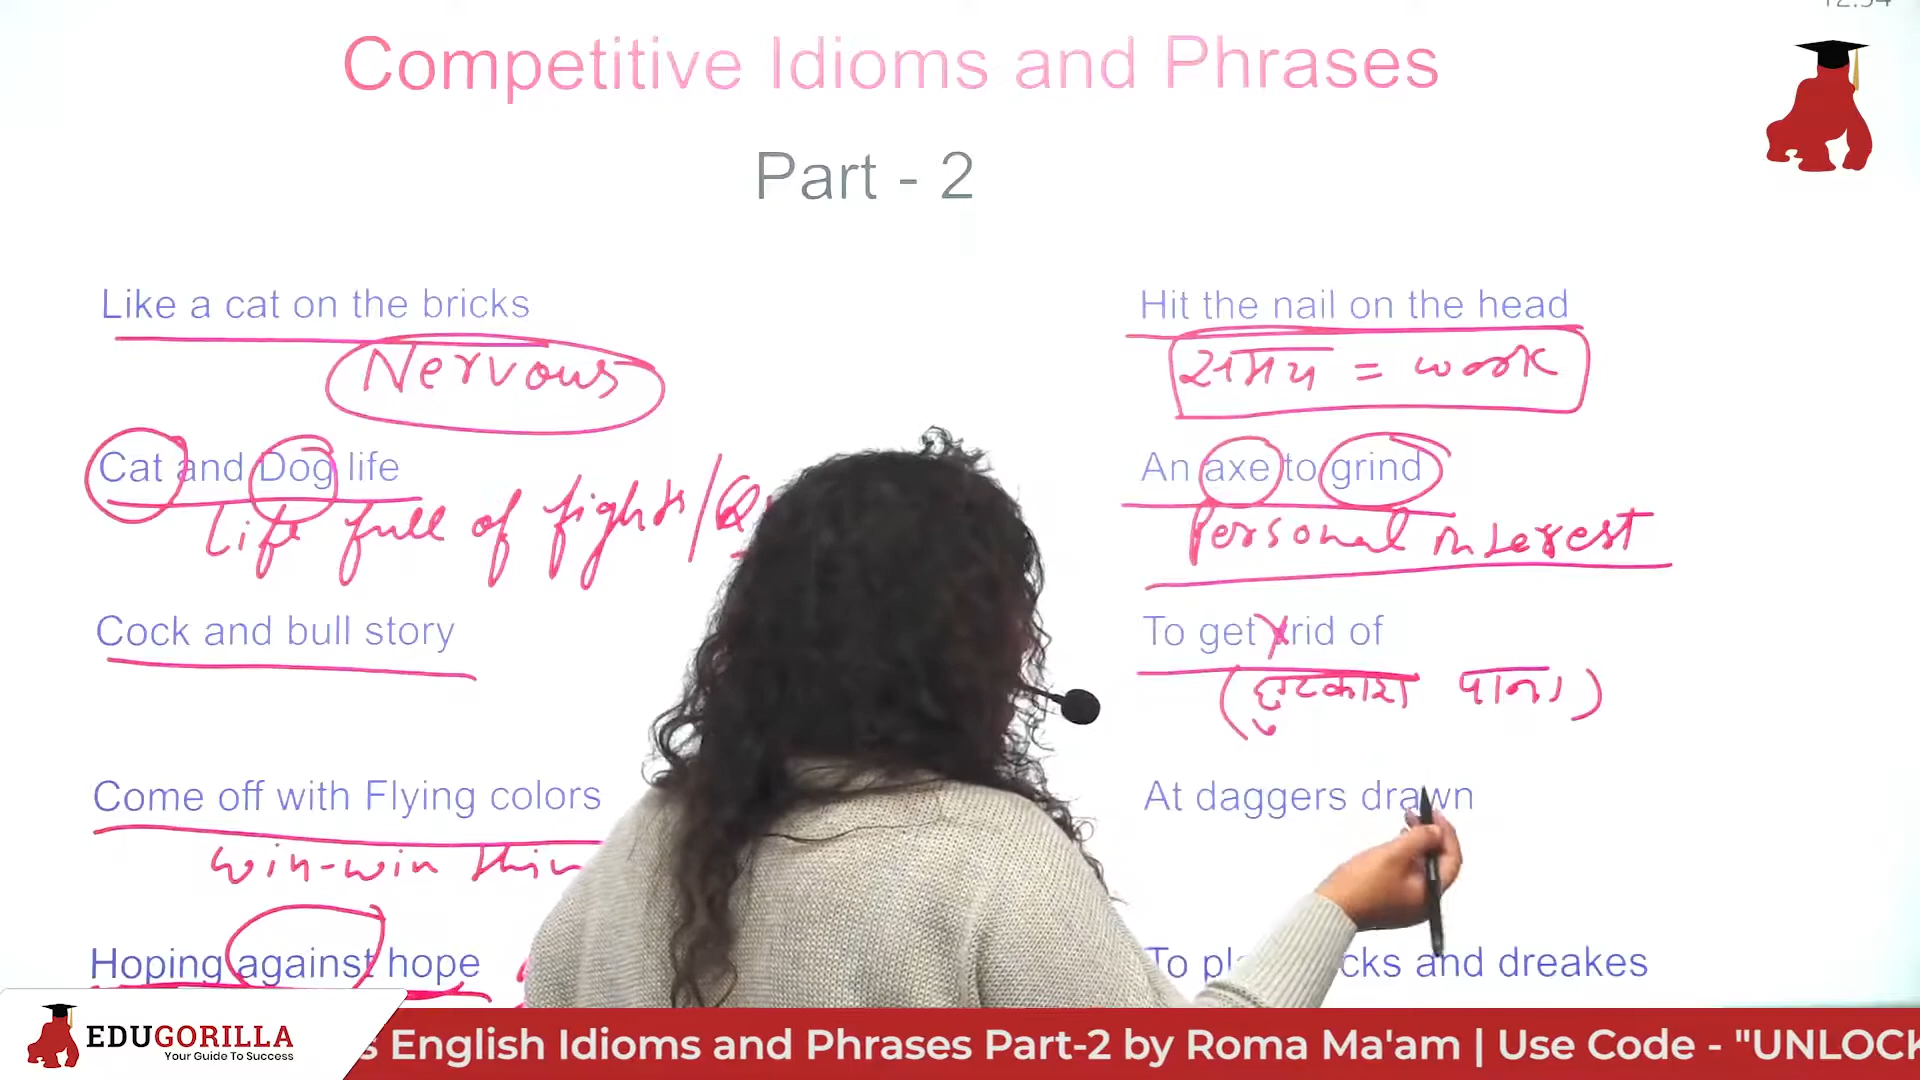 Competitive Idioms and Phrases
Part - 2
Like a cat on the bricks
Nervous
Cat and Dog life
Life full of fights/
Cock and bull story
Come off with Flying colors
win-win
Hoping against hope
Hit the nail on the head
समय = work
An axe to grind
Personal interest
To get rid of
(छुटकारा पाना)
At daggers drawn
To and dreakes
EDUGORILLA
Your Guide To Success
English Idioms and Phrases Part-2 by Roma Ma'am | Use Code - "UNLOCK